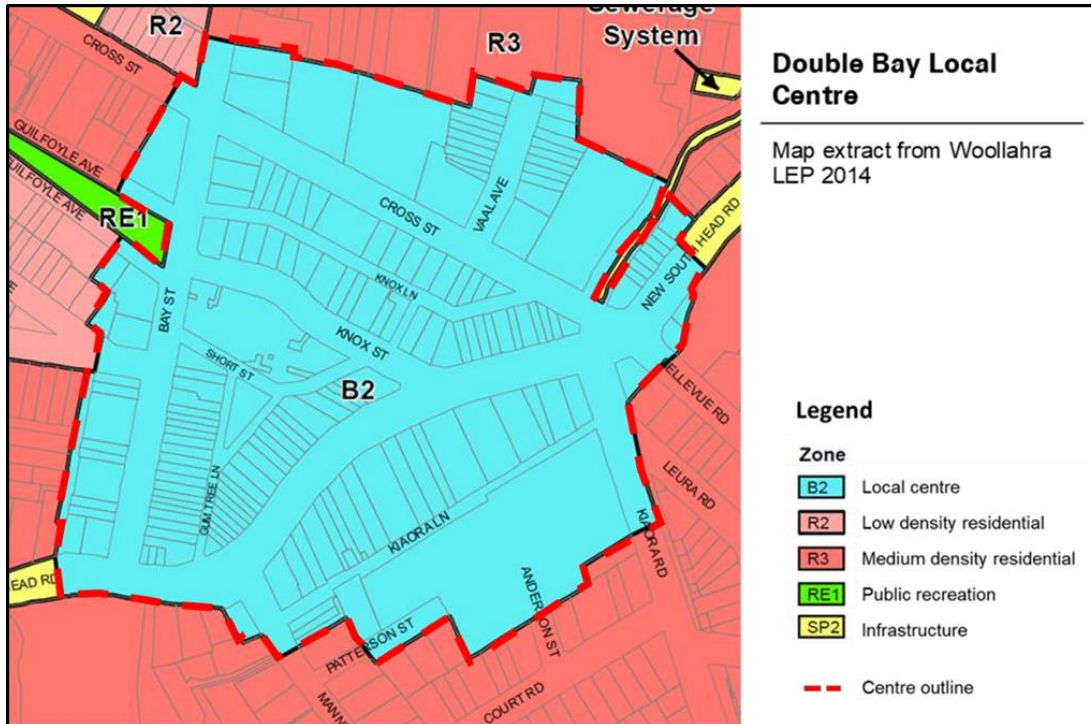 Sewerage
System
R2
R3
CROSS ST
GUILFOYLE AVE
GUILFOYLE AVE
RE1
CROSS ST
VAAL AVE
NEW SOUTH HEAD RD
KNOX LN
BAY ST
KNOX ST
SHORT ST
B2
BELLEVUE RD
LEURA RD
GUM TREE LN
KIAORA LN
KIAORA RD
EAD RD
ANDERSON ST
PATTERSON ST
MANN
COURT RD
Double Bay Local
Centre
Map extract from Woollahra
LEP 2014
Legend
Zone
B2 Local centre
R2 Low density residential
R3 Medium density residential
RE1 Public recreation
SP2 Infrastructure
Centre outline